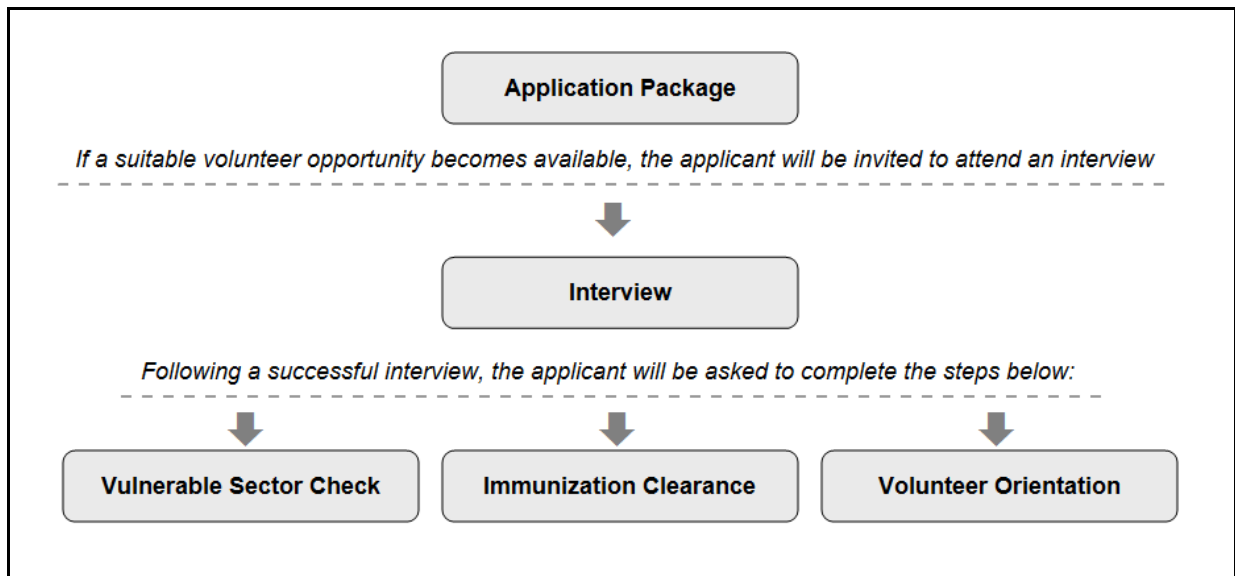 Application Package
If a suitable volunteer opportunity becomes available, the applicant will be invited to attend an interview
Interview
Following a successful interview, the applicant will be asked to complete the steps below:
Vulnerable Sector Check
Immunization Clearance
Volunteer Orientation